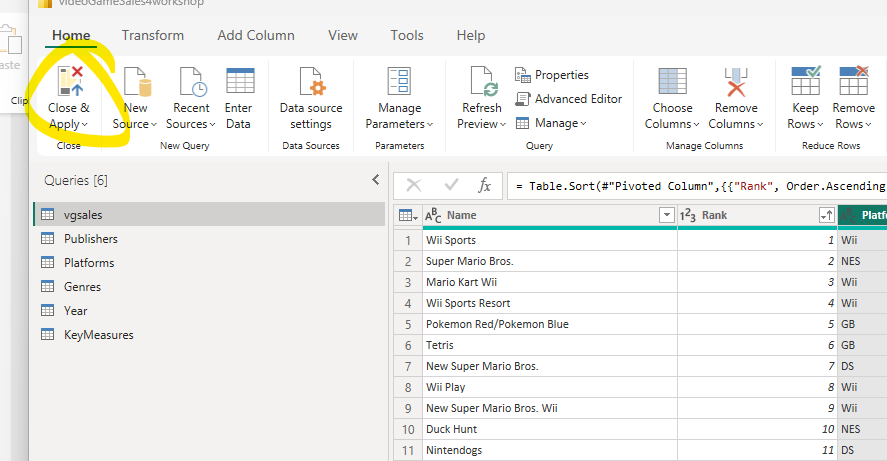 videoGameSales4workshop
Home Transform Add Column View Tools Help
aste
Clip
Close &
Apply
Close
New
Source
Recent
Sources
Enter
Data
New Query
Data source
settings
Data Sources
Manage
Parameters
Parameters
Refresh
Preview
Properties
Advanced Editor
Manage
Query
Choose
Columns
Remove
Columns
Manage Columns
Keep
Rows
Remove
Rows
Reduce Rows
Queries [6]
vgsales
Publishers
Platforms
Genres
Year
KeyMeasures
fx = Table.Sort(#"Pivoted Column",{{"Rank", Order.Ascending
ABC Name 123 Rank Platf
1 Wii Sports 1 Wii
2 Super Mario Bros. 2 NES
3 Mario Kart Wii 3 Wii
4 Wii Sports Resort 4 Wii
5 Pokemon Red/Pokemon Blue 5 GB
6 Tetris 6 GB
7 New Super Mario Bros. 7 DS
8 Wii Play 8 Wii
9 New Super Mario Bros. Wii 9 Wii
10 Duck Hunt 10 NES
11 Nintendogs 11 DS